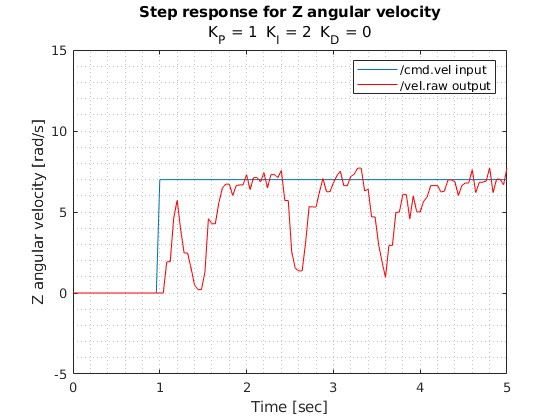 Step response for Z angular velocity
K_P = 1 K_I = 2 K_D = 0
15
/cmd.vel input
/vel.raw output
10
Z angular velocity [rad/s]
5
0
-5
0 1 2 3 4 5
Time [sec]